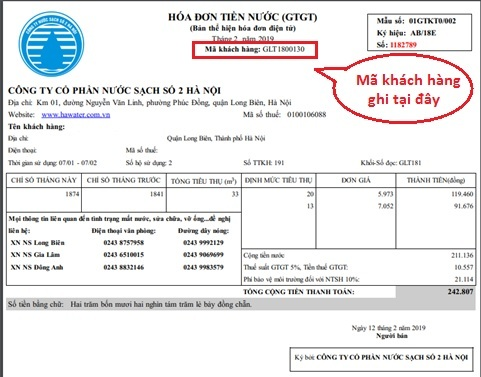 HÓA ĐƠN TIỀN NƯỚC (GTGT)
(Bản thể hiện hóa đơn điện tử)
Tháng 2, năm 2019
Mã khách hàng: GLT1800130
Mẫu số: 01GTKT0/002
Ký hiệu: AB/18E
Số: 1182789
Mã khách hàng
ghi tại đây
CÔNG TY CỔ PHẦN NƯỚC SẠCH SỐ 2 HÀ NỘI
Địa chỉ: Km 01, đường Nguyễn Văn Linh, phường Phúc Đồng, quận Long Biên, Hà Nội
Website: www.hawater.com.vn Mã số thuế: 0100106088
Tên khách hàng:
Địa chỉ: Quận Long Biên, Thành phố Hà Nội
Điện thoại: Mã số thuế:
Thời gian sử dụng 07/01 - 07/02 Số hộ sử dụng: 2 Số TTKH: 191 Khối-Số đọc: GLT181
CHỈ SỐ THÁNG NÀY CHỈ SỐ THÁNG TRƯỚC TỔNG TIÊU THỤ (m³) ĐỊNH MỨC TIÊU THỤ ĐƠN GIÁ THÀNH TIỀN(đồng)
1874 1841 33 20 5.973 119.460
13 7.052 91.676
Mọi thông tin liên quan đến tình trạng mất nước, sửa chữa, vỡ ống...đề nghị
liên hệ: Điện thoại văn phòng: Đường dây nóng:
XN NS Long Biên 0243 8757958 0243 9992129
XN NS Gia Lâm 0243 6510015 0243 9069699
XN NS Đông Anh 0243 8832146 0243 9983579
Cộng tiền nước 211.136
Thuế suất GTGT 5%, Tiền thuế GTGT: 10.557
Phí bảo vệ môi trường đối với NTSH 10% 21.114
TỔNG CỘNG TIỀN THANH TOÁN: 242.807
Số tiền bằng chữ: Hai trăm bốn mươi hai nghìn tám trăm lẻ bảy đồng chẵn.
Ngày 12 tháng 2 năm 2019
Người bán
Ký bởi: CÔNG TY CỔ PHẦN NƯỚC SẠCH SỐ 2 HÀ NỘI